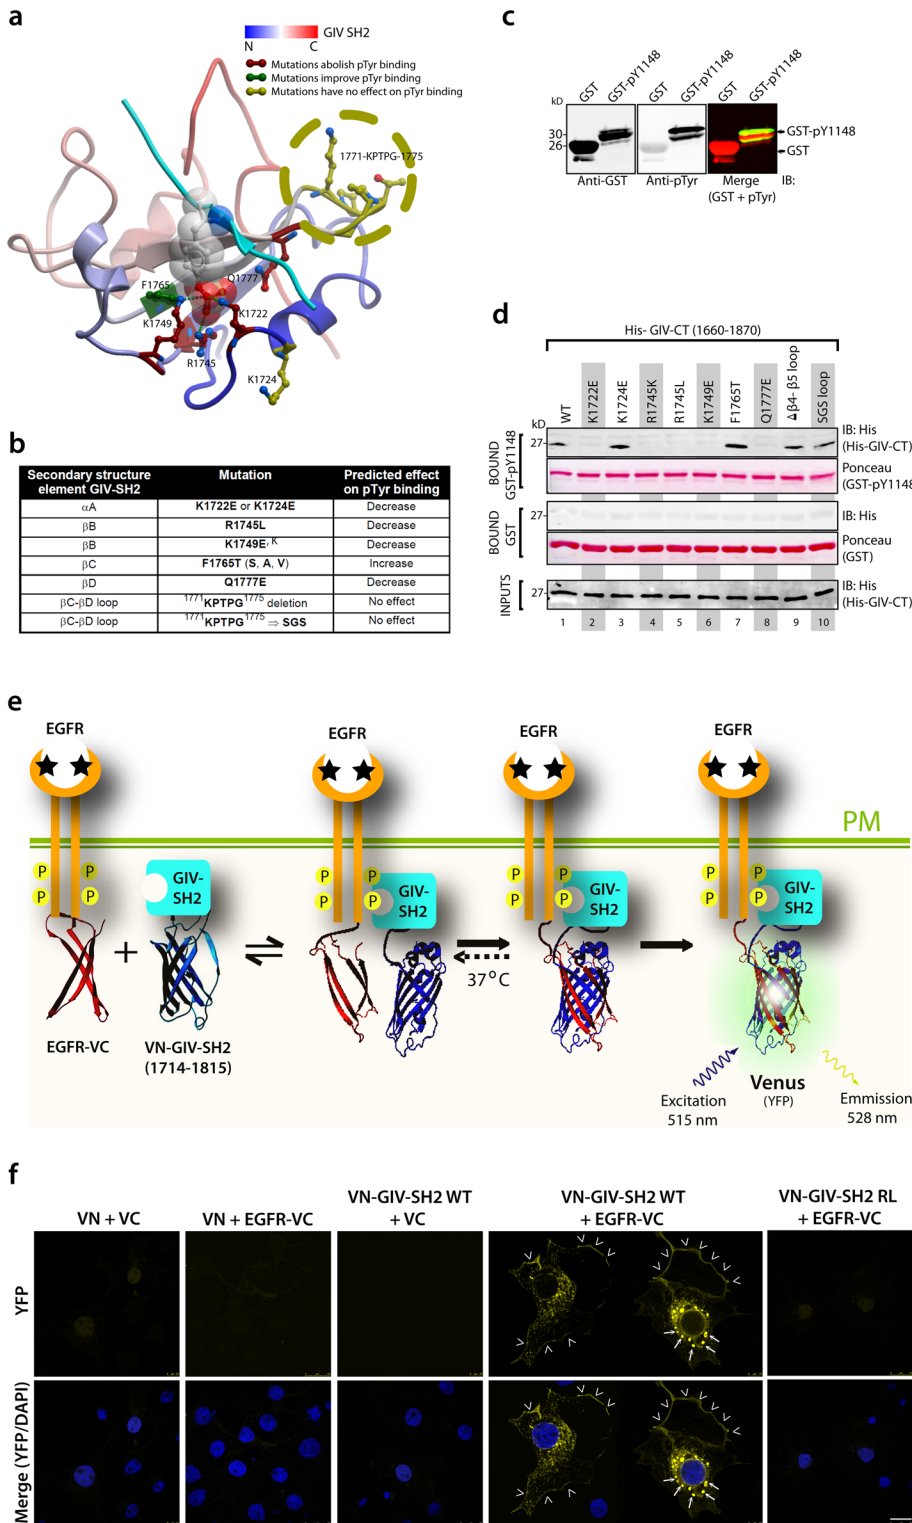 a
GIV SH2
N C
Mutations abolish pTyr binding
Mutations improve pTyr binding
Mutations have no effect on pTyr binding
1771-KPTPG-1775
Q1777
F1765
K1749
K1722
R1745
K1724
b
Secondary structure element GIV-SH2 Mutation Predicted effect on pTyr binding
αA K1722E or K1724E Decrease
βB R1745L Decrease
βB K1749E, K Decrease
βC F1765T (S, A, V) Increase
βD Q1777E Decrease
βC-βD loop 1771KPTPG1775 deletion No effect
βC-βD loop 1771KPTPG1775 ⇒ SGS No effect
c
GST GST-pY1148 GST GST-pY1148 GST GST-pY1148
kD
30
26
GST-pY1148
GST
Anti-GST Anti-pTyr Merge IB:
(GST + pTyr)
d
His- GIV-CT (1660-1870)
WT K1722E K1724E R1745K R1745L K1749E F1765T Q1777E Δβ4- β5 loop SGS loop
kD
BOUND GST-pY1148
27- IB: His
(His-GIV-CT)
Ponceau
(GST-pY1148
BOUND GST
27- IB: His
Ponceau
(GST)
INPUTS
27- IB: His
(His-GIV-CT)
1 2 3 4 5 6 7 8 9 10
e
EGFR EGFR EGFR EGFR
PM
P P P P P P P P P P P P P P P P
GIV-SH2 GIV-SH2 GIV-SH2 GIV-SH2
+
37°C
EGFR-VC VN-GIV-SH2
(1714-1815)
Venus
(YFP)
Excitation
515 nm
Emmission
528 nm
f
VN + VC VN + EGFR-VC VN-GIV-SH2 WT + VC VN-GIV-SH2 WT + EGFR-VC VN-GIV-SH2 RL + EGFR-VC
YFP
Merge (YFP/DAPI)